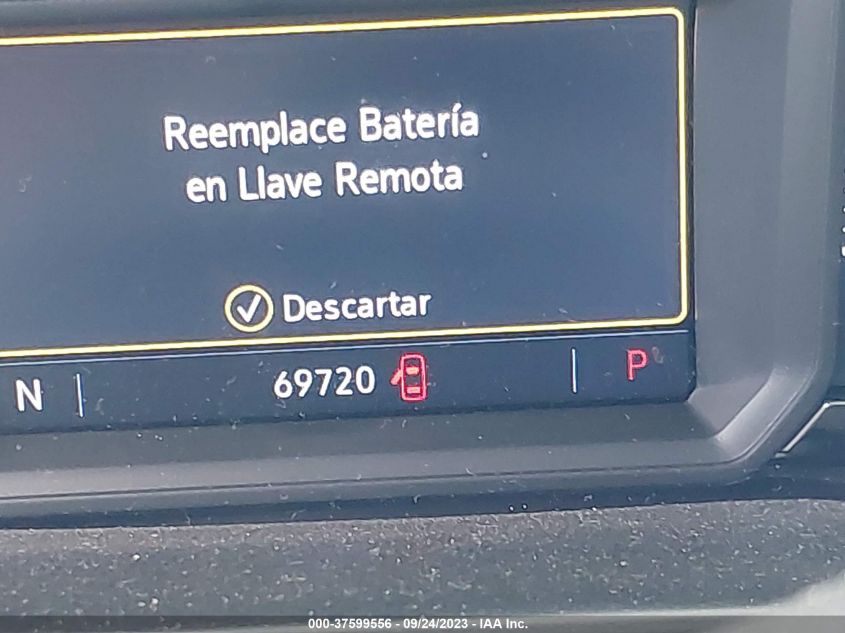 Reemplace Batería
en Llave Remota
Descartar
N
69720
P
000-37599556 - 09/24/2023 - IAA Inc.